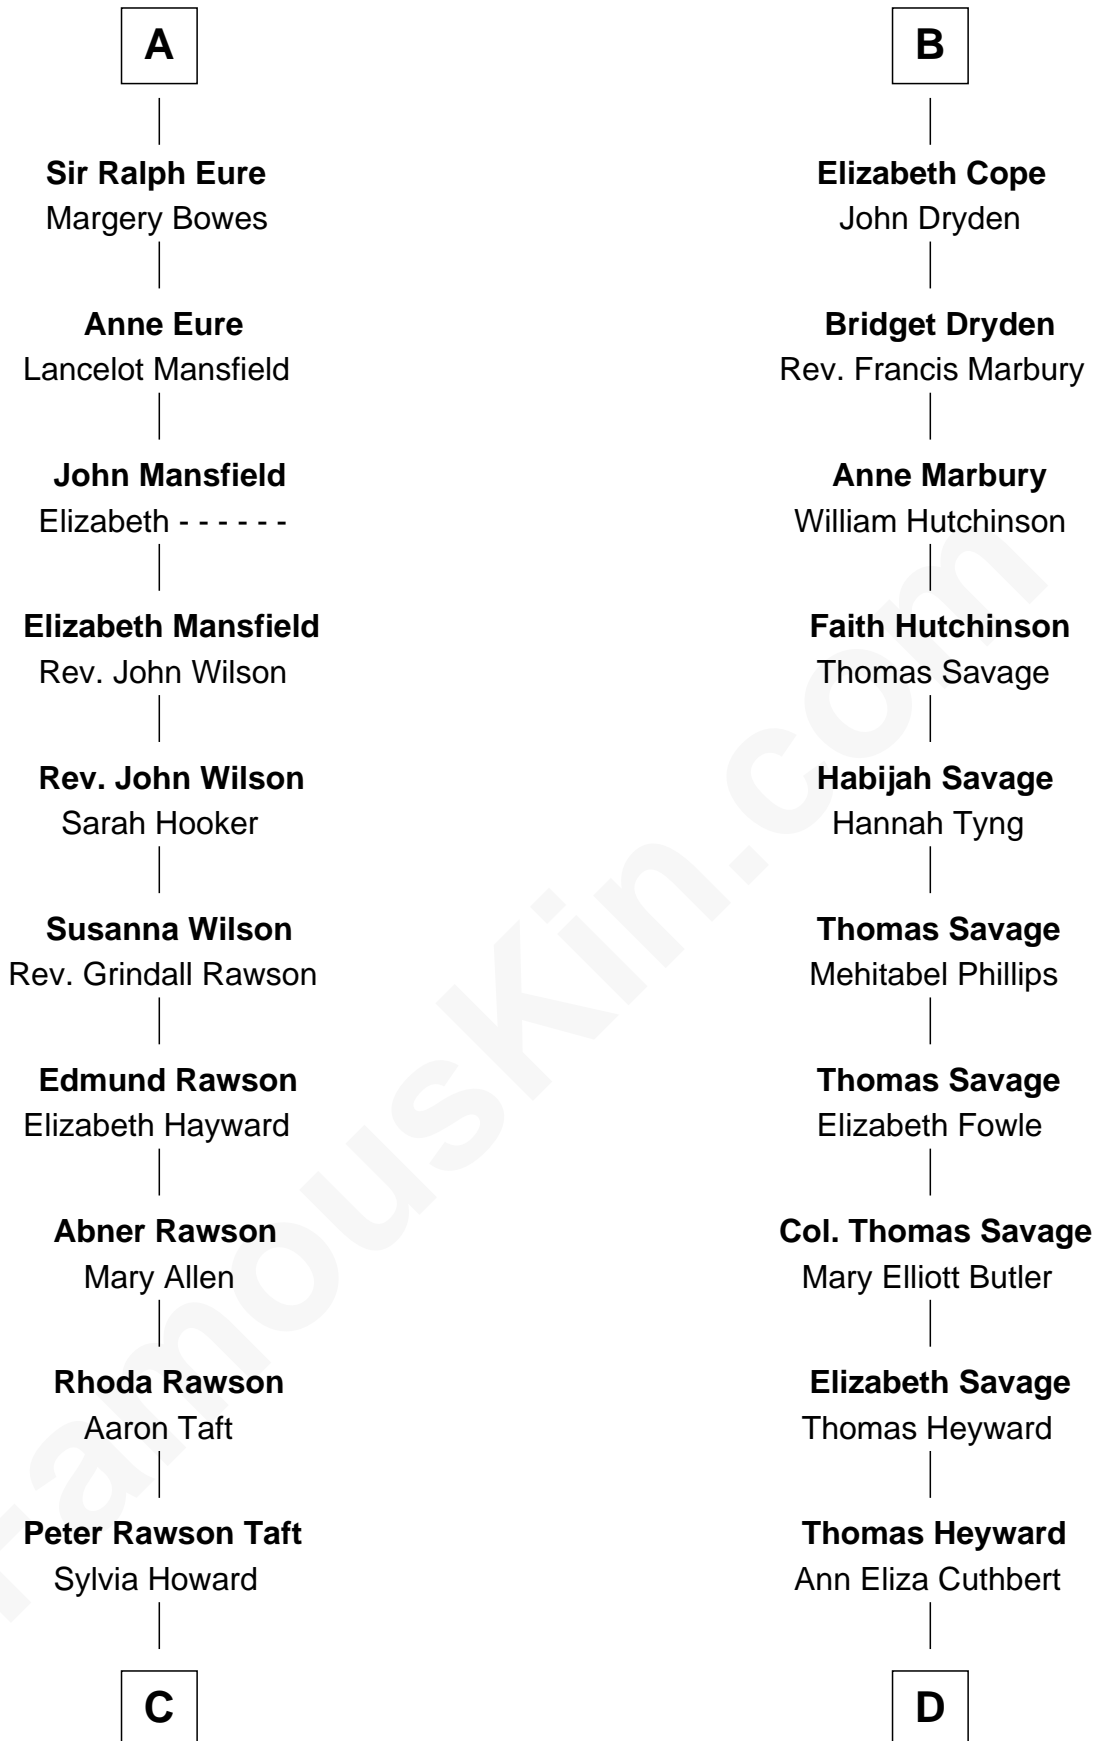 A
Sir Ralph Eure
Margery Bowes
Anne Eure
Lancelot Mansfield
John Mansfield
Elizabeth - - - - - -
Elizabeth Mansfield
Rev. John Wilson
Rev. John Wilson
Sarah Hooker
Susanna Wilson
Rev. Grindall Rawson
Edmund Rawson
Elizabeth Hayward
Abner Rawson
Mary Allen
Rhoda Rawson
Aaron Taft
Peter Rawson Taft
Sylvia Howard
C
B
Elizabeth Cope
John Dryden
Bridget Dryden
Rev. Francis Marbury
Anne Marbury
William Hutchinson
Faith Hutchinson
Thomas Savage
Habijah Savage
Hannah Tyng
Thomas Savage
Mehitabel Phillips
Thomas Savage
Elizabeth Fowle
Col. Thomas Savage
Mary Elliott Butler
Elizabeth Savage
Thomas Heyward
Thomas Heyward
Ann Eliza Cuthbert
D
FamousKin.com